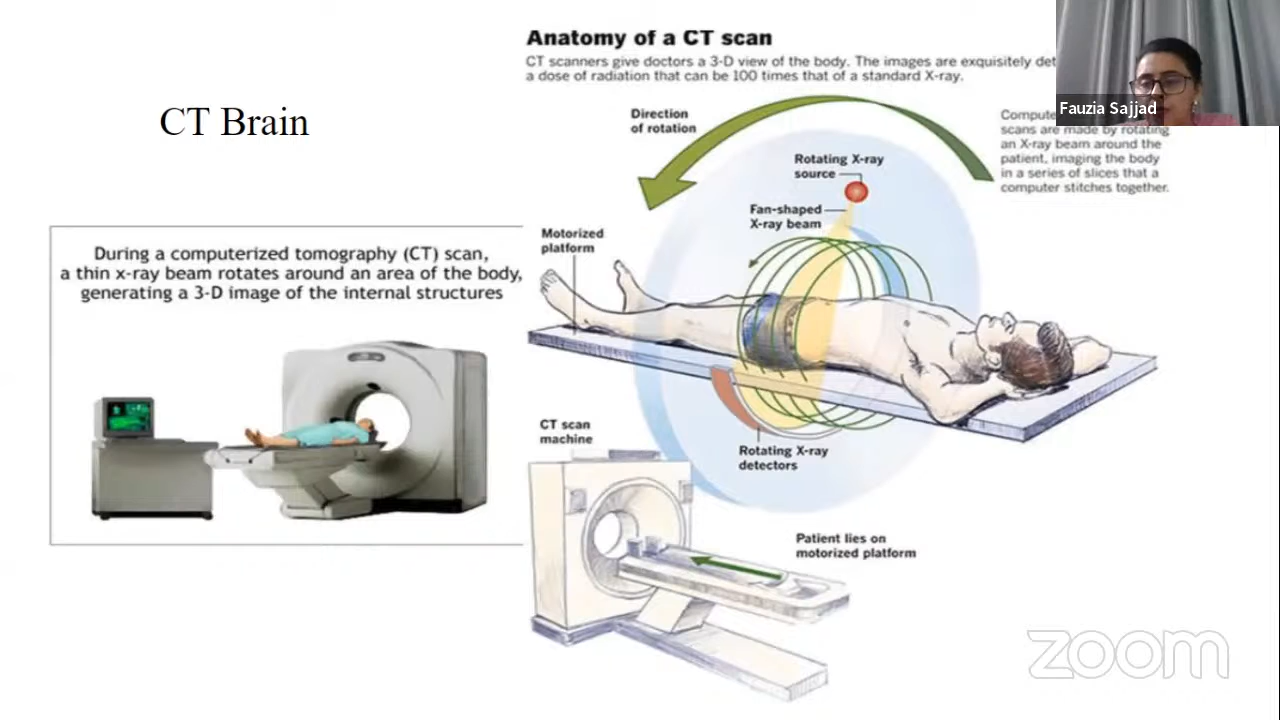 CT Brain
During a computerized tomography (CT) scan,
a thin x-ray beam rotates around an area of the body,
generating a 3-D image of the internal structures
Anatomy of a CT scan
CT scanners give doctors a 3-D view of the body. The images are exquisitely
a dose of radiation that can be 100 times that of a standard X-ray.
Direction
of rotation
Fauzia Sajjad
scans are made by rotating
an X-ray beam around the
patient, imaging the body
in a series of slices that a
computer stitches together.
Rotating X-ray
source
Fan-shaped
X-ray beam
Motorized
platform
CT scan
machine
Rotating X-ray
detectors
Patient lies on
motorized platform
zoom